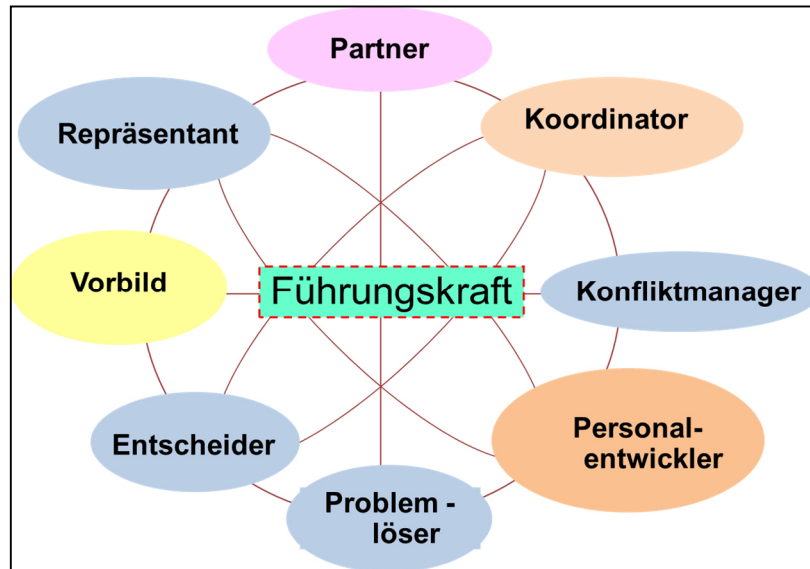 Partner
Repräsentant
Koordinator
Vorbild
Führungskraft
Konfliktmanager
Entscheider
Personal-
entwickler
Problem -
löser